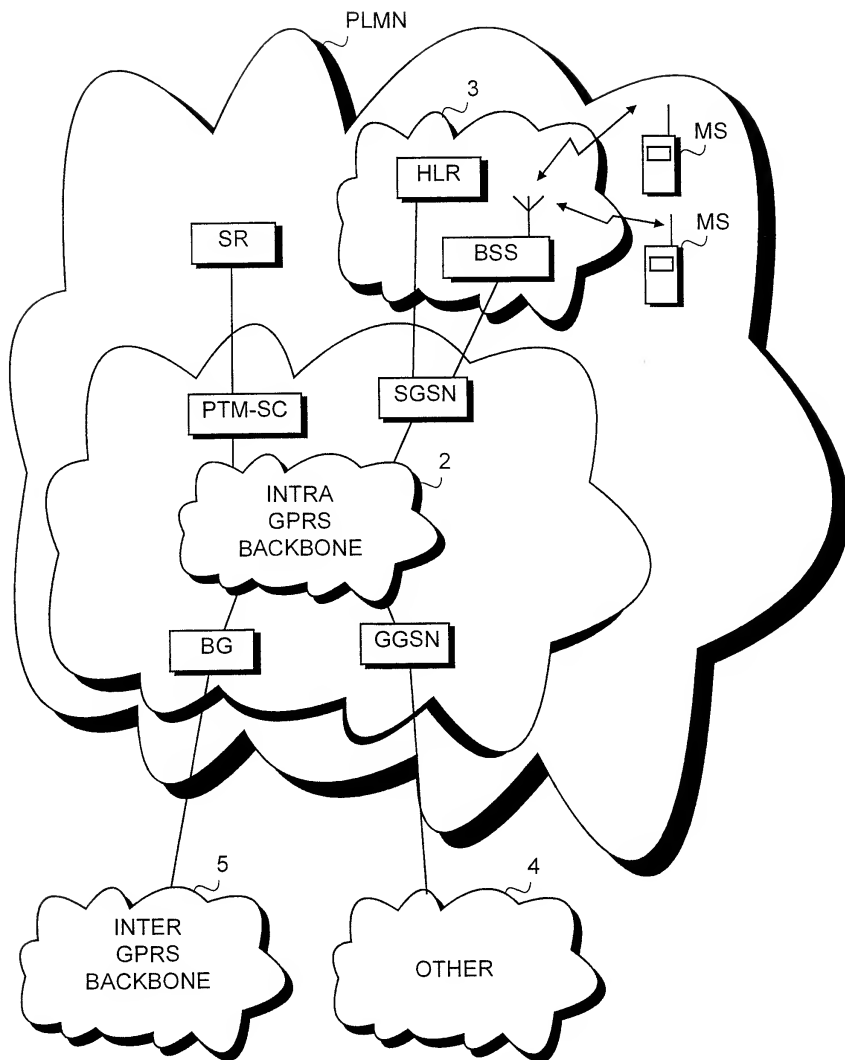 PLMN
3
MS
HLR
MS
SR
BSS
PTM-SC
SGSN
2
INTRA
GPRS
BACKBONE
BG
GGSN
5
4
INTER
GPRS
BACKBONE
OTHER